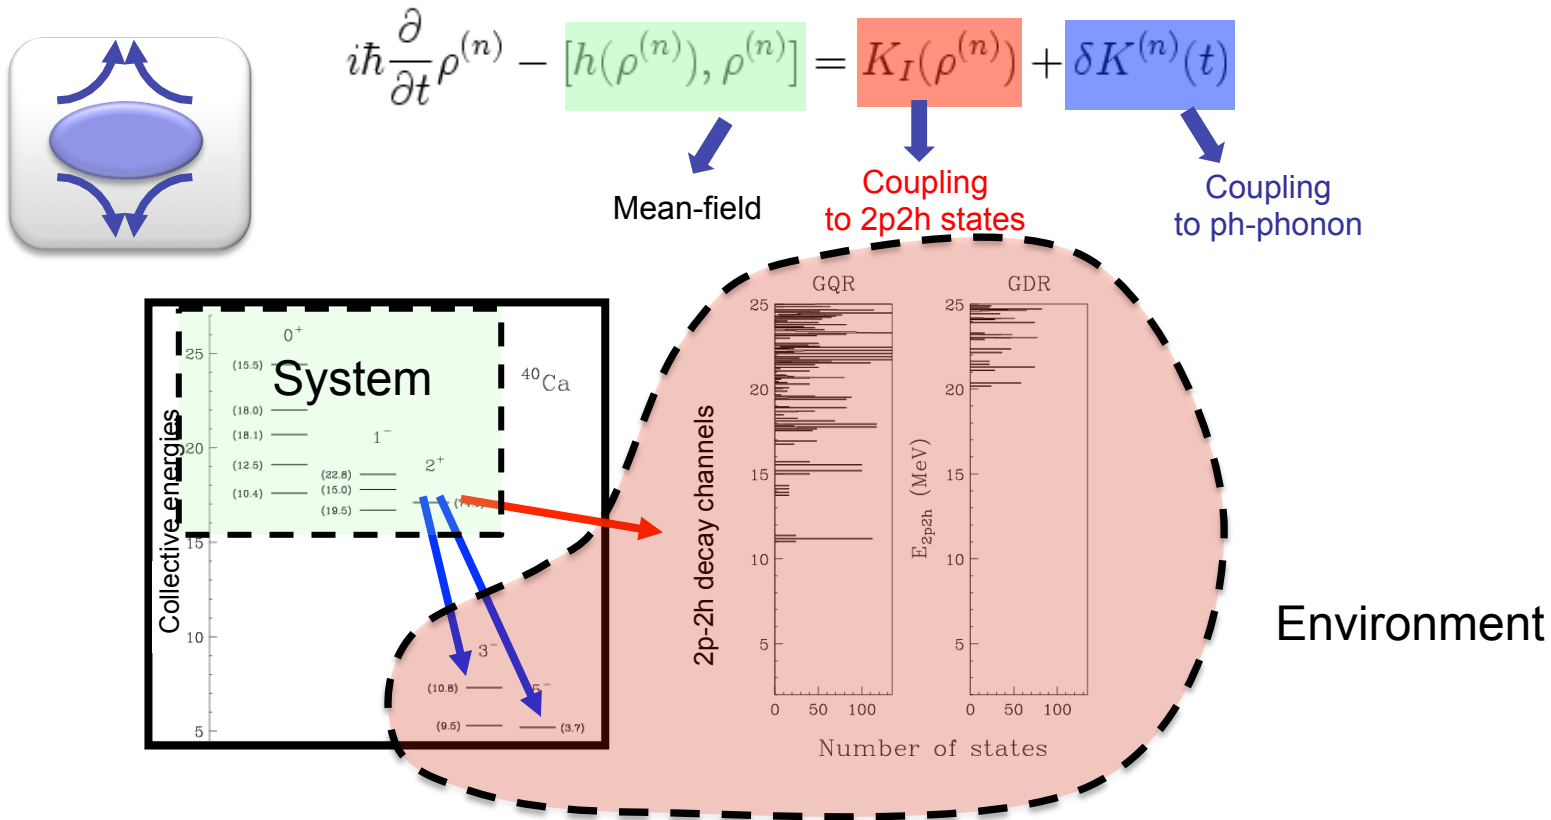 iħ ∂/∂t ρ⁽ⁿ⁾ − [h(ρ⁽ⁿ⁾), ρ⁽ⁿ⁾] = K_I(ρ⁽ⁿ⁾) + δK⁽ⁿ⁾(t)
Mean-field
Coupling
to 2p2h states
Coupling
to ph-phonon
System
⁴⁰Ca
Collective energies
25
20
15
10
5
0⁺
(15.5)
(18.0)
(18.1)
(12.5)
(10.4)
1⁻
(22.8)
(15.0)
(19.5)
2⁺
3⁻
(10.8)
(9.5)
5⁻
(3.7)
2p-2h decay channels
GQR
25
20
15
10
5
0 50 100
GDR
E₂ₚ₂ₕ (MeV)
25
20
15
10
5
0 50 100
Number of states
Environment